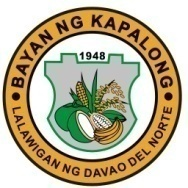 BAYAN NG KAPALONG
1948
LALAWIGAN NG DAVAO DEL NORTE